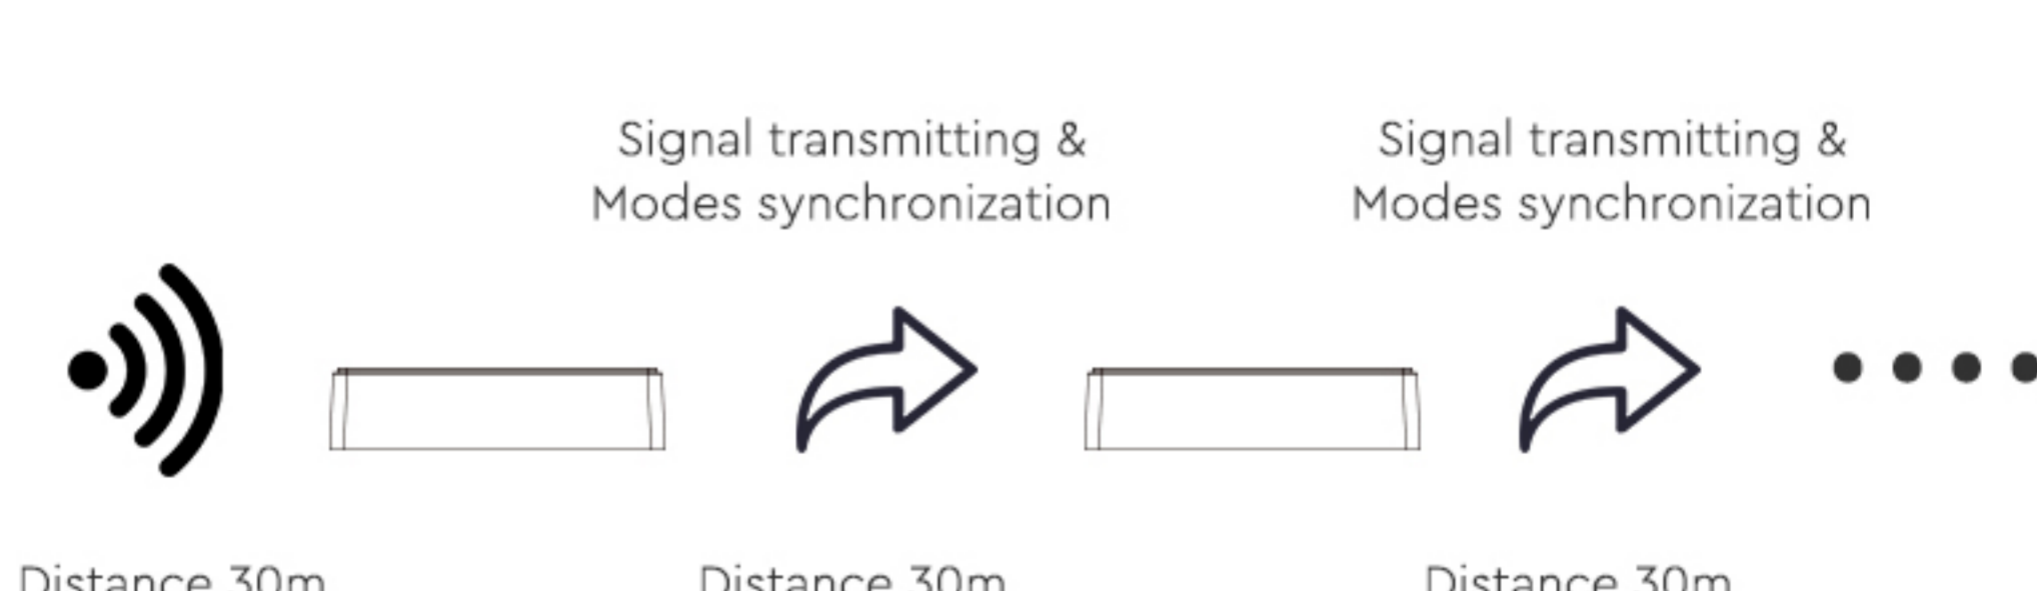 Signal transmitting &
Modes synchronization
Signal transmitting &
Modes synchronization
Distance 30m
Distance 30m
Distance 30m